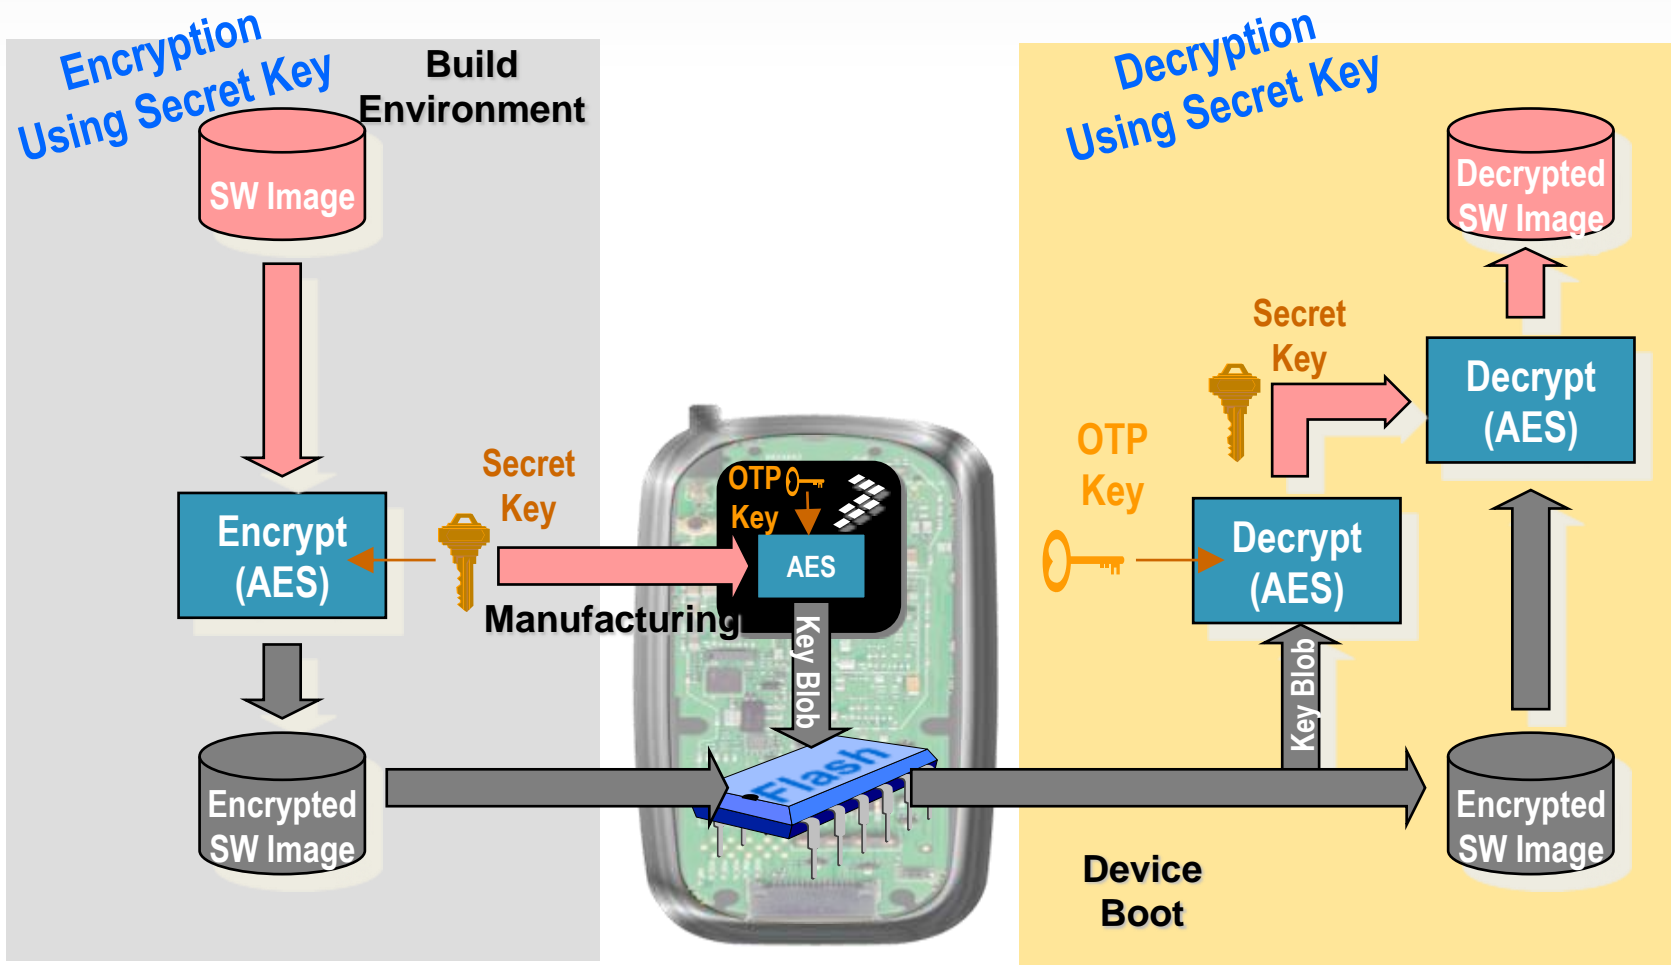 Encryption
Using Secret Key
Build
Environment
SW Image
Secret
Key
Encrypt
(AES)
Encrypted
SW Image
Manufacturing
OTP
Key
AES
Key Blob
Flash
Decryption
Using Secret Key
Decrypted
SW Image
Secret
Key
Decrypt
(AES)
OTP
Key
Decrypt
(AES)
Key Blob
Encrypted
SW Image
Device
Boot